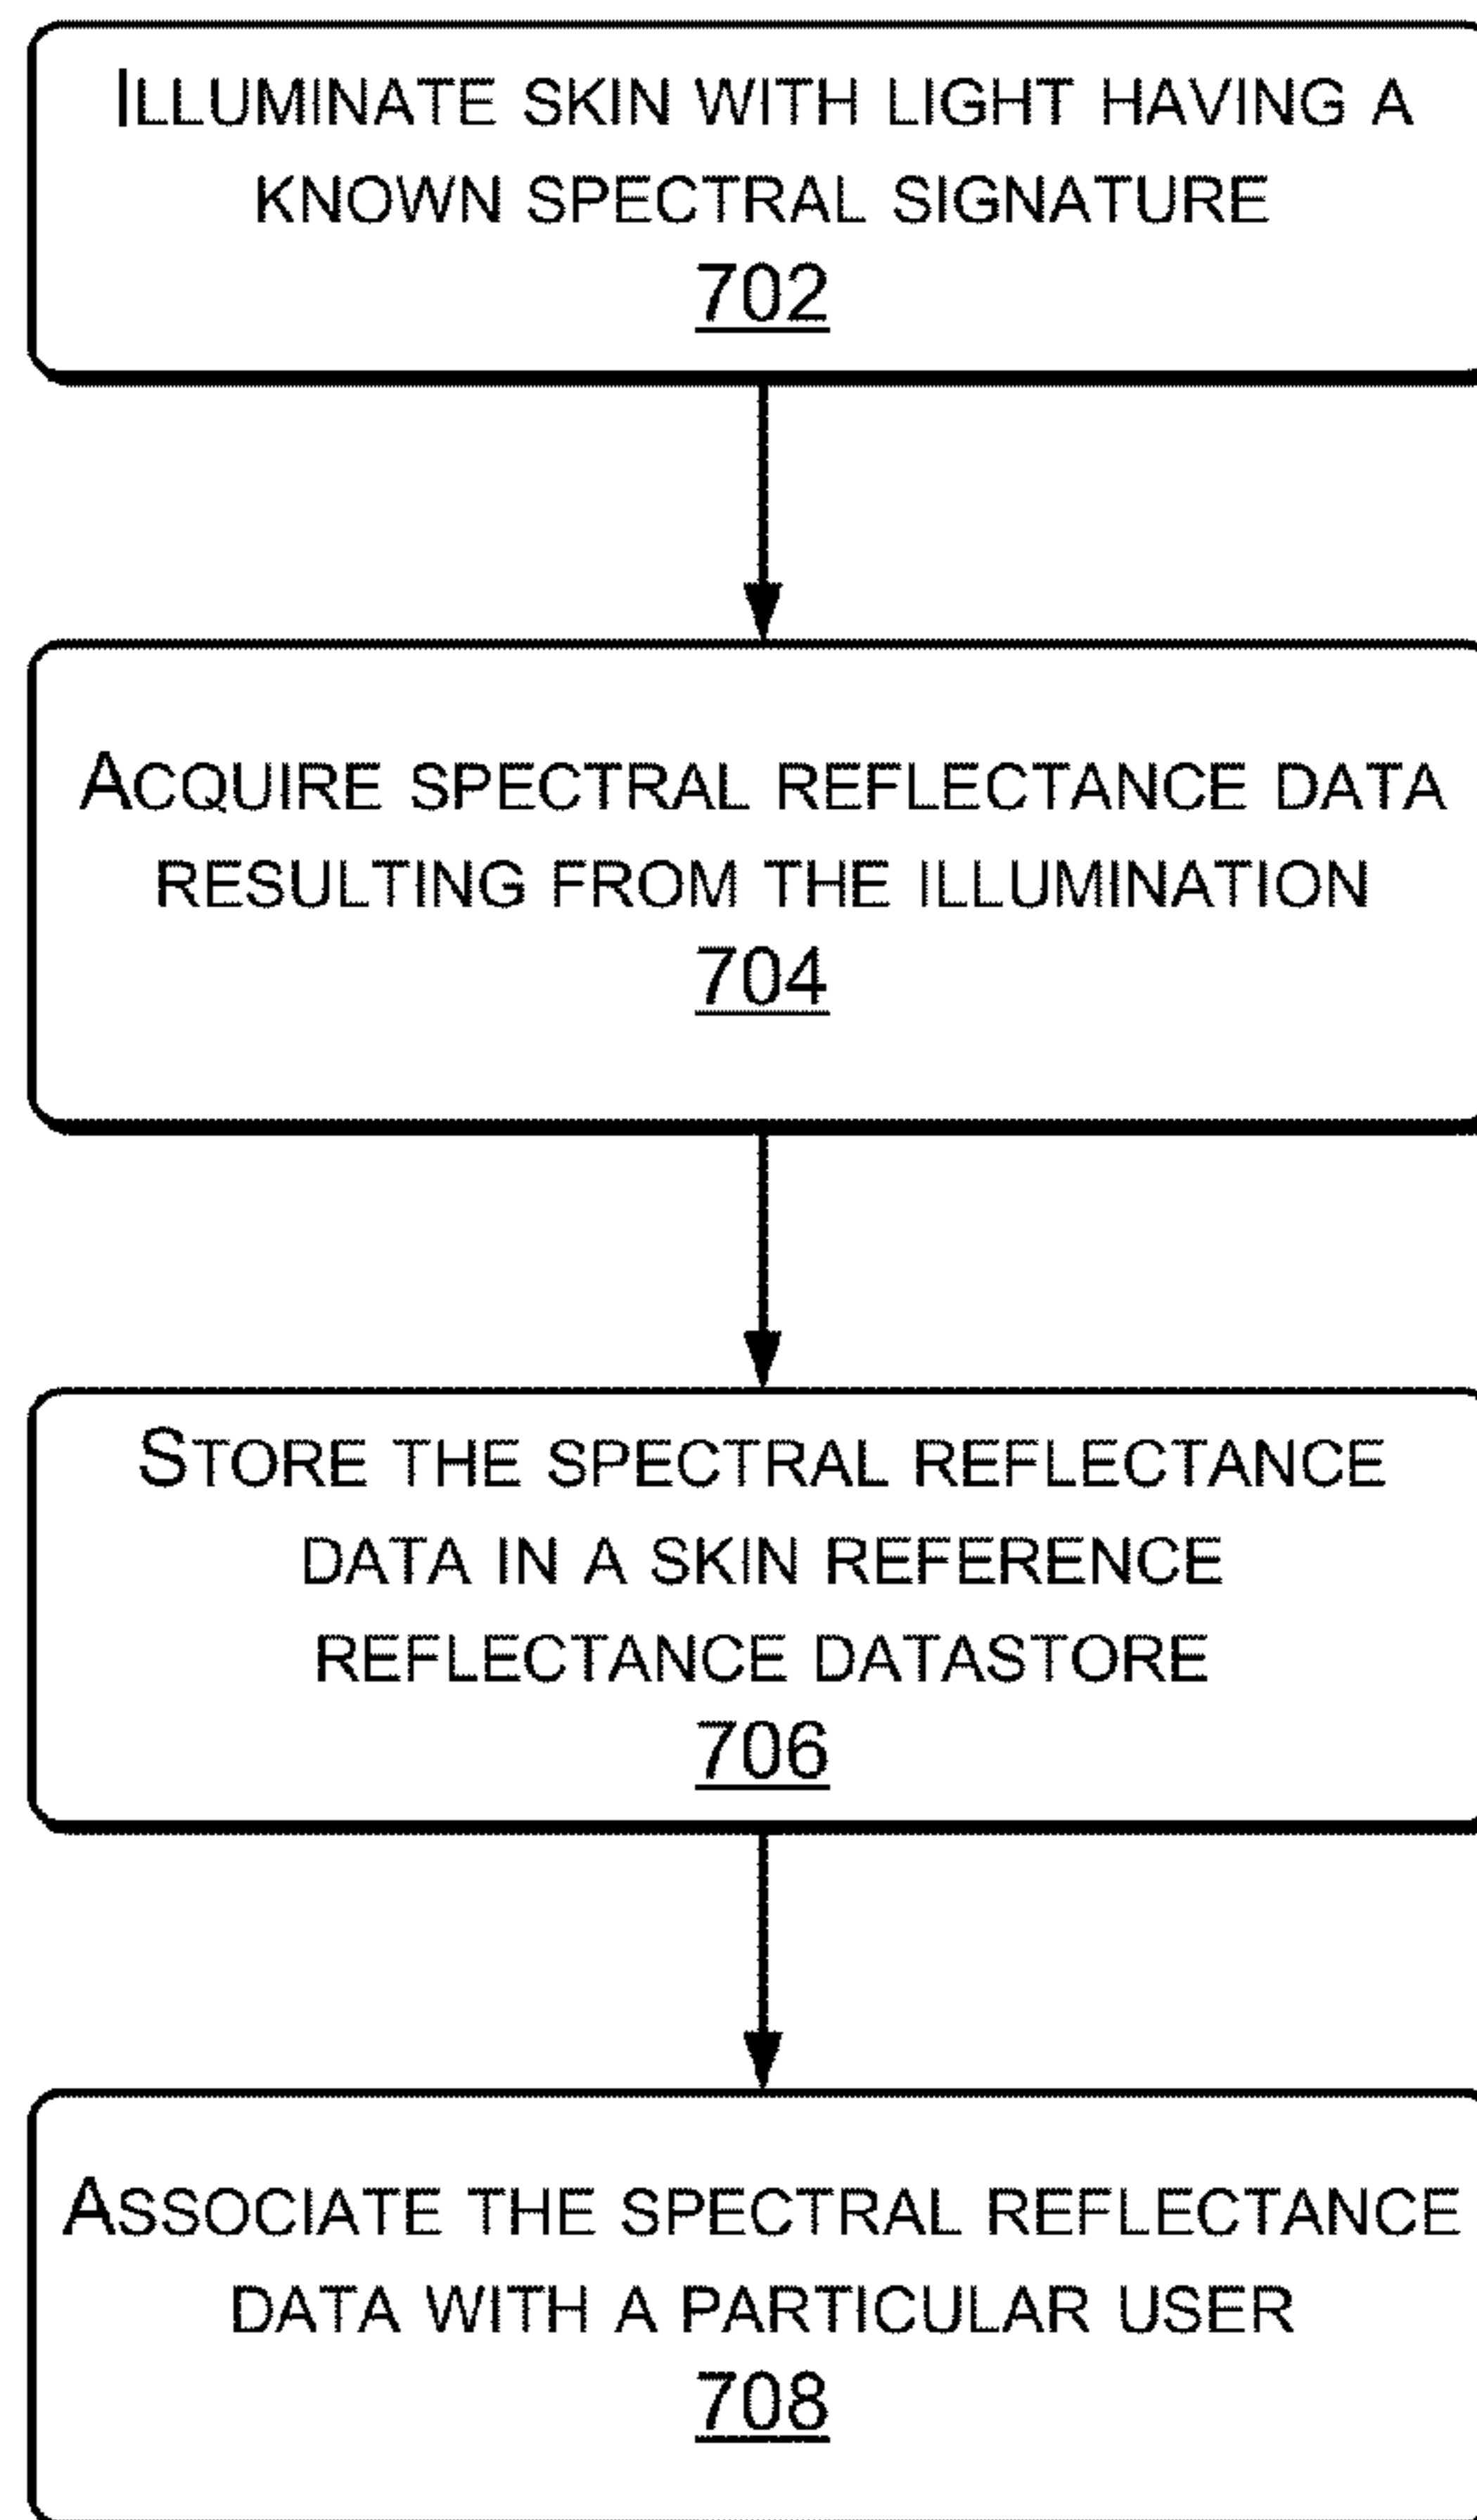 ILLUMINATE SKIN WITH LIGHT HAVING A
KNOWN SPECTRAL SIGNATURE
702
ACQUIRE SPECTRAL REFLECTANCE DATA
RESULTING FROM THE ILLUMINATION
704
STORE THE SPECTRAL REFLECTANCE
DATA IN A SKIN REFERENCE
REFLECTANCE DATASTORE
706
ASSOCIATE THE SPECTRAL REFLECTANCE
DATA WITH A PARTICULAR USER
708